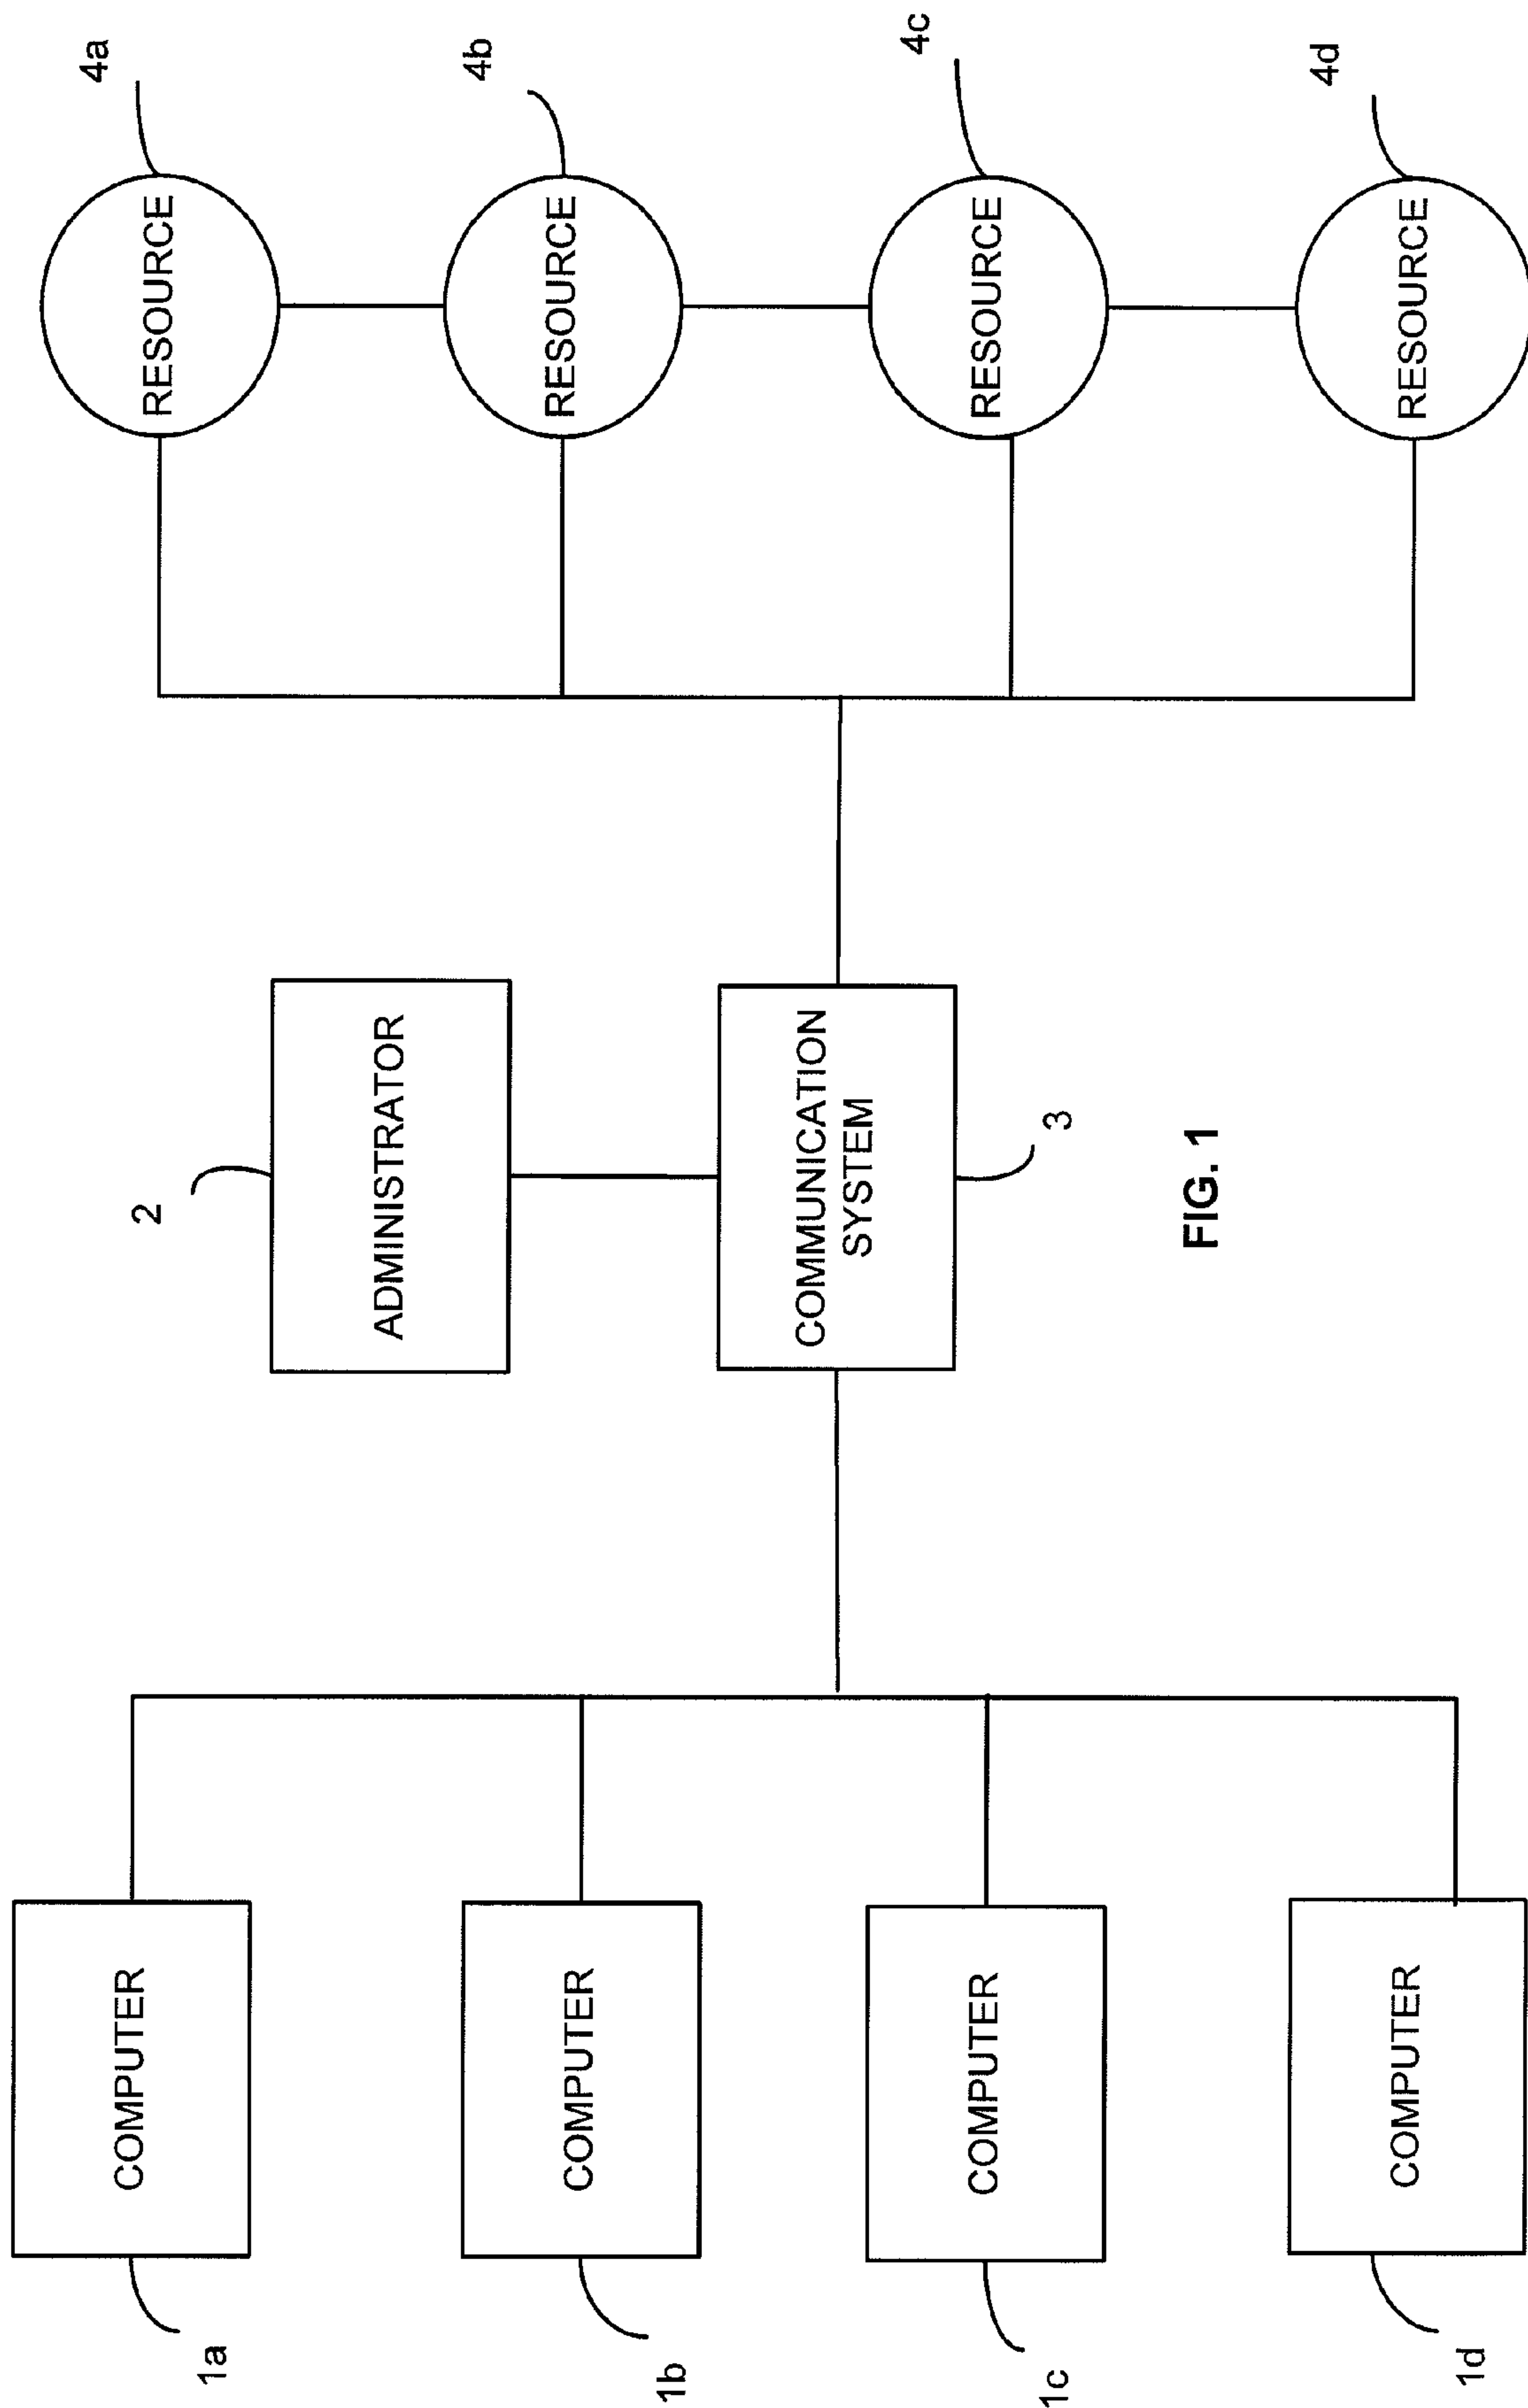 1a
COMPUTER
1b
COMPUTER
1c
COMPUTER
1d
COMPUTER
2
ADMINISTRATOR
COMMUNICATION
SYSTEM
3
4a
RESOURCE
4b
RESOURCE
4c
RESOURCE
4d
RESOURCE
FIG. 1